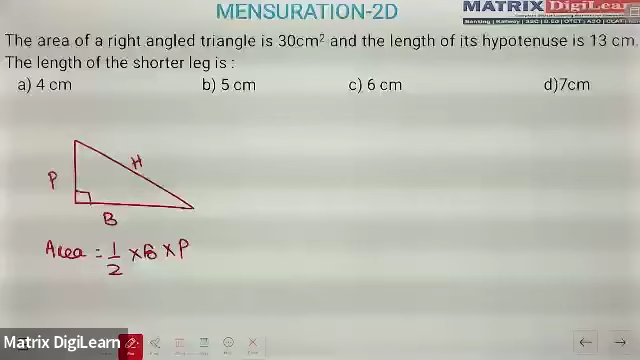 MENSURATION-2D
MATRIX DigiLearn
The area of a right angled triangle is 30cm² and the length of its hypotenuse is 13 cm.
The length of the shorter leg is :
a) 4 cm b) 5 cm c) 6 cm d)7cm
H
P
B
Area = 1/2 × B × P
Matrix DigiLearn